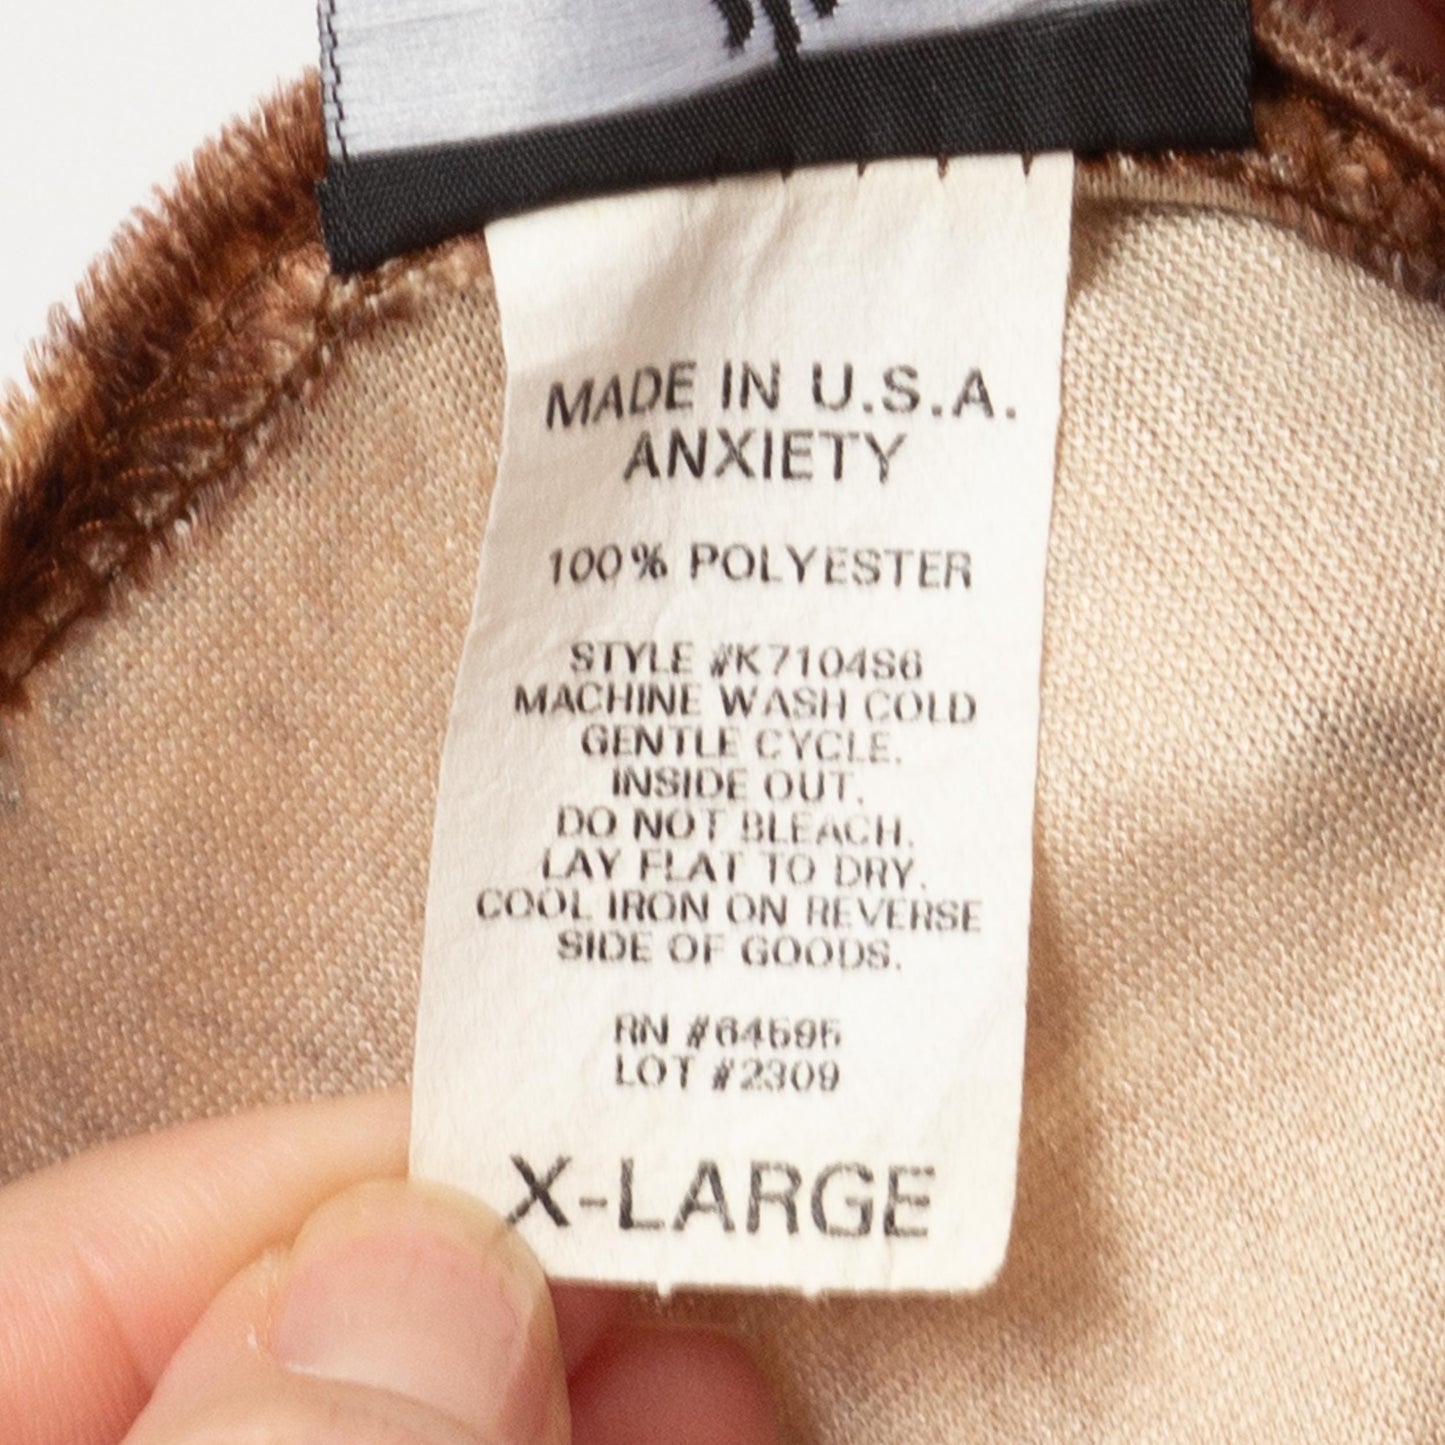 MADE IN U.S.A.
ANXIETY
100% POLYESTER
STYLE #K7104S6
MACHINE WASH COLD
GENTLE CYCLE.
INSIDE OUT.
DO NOT BLEACH.
LAY FLAT TO DRY.
COOL IRON ON REVERSE
SIDE OF GOODS.
RN #64595
LOT #2309
X-LARGE